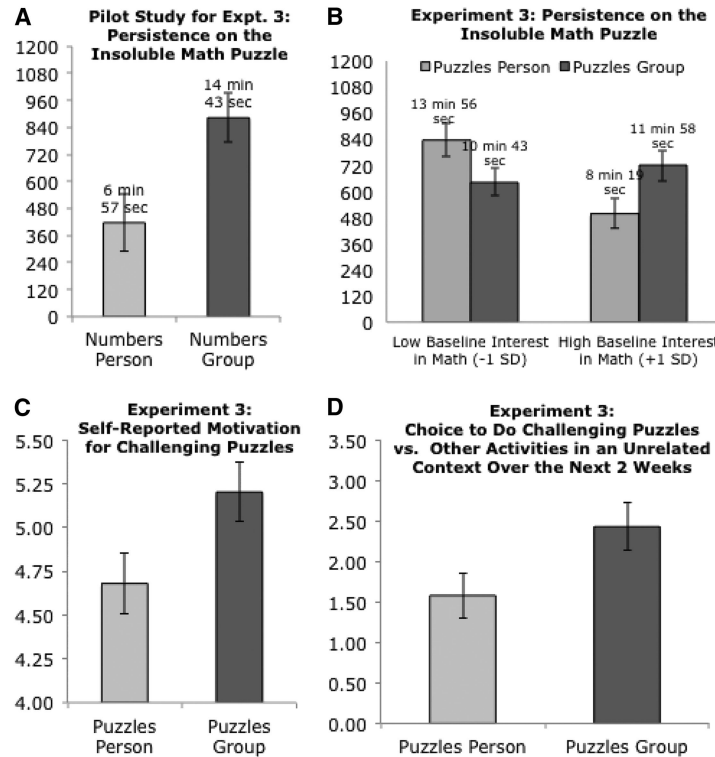 A
Pilot Study for Expt. 3:
Persistence on the
Insoluble Math Puzzle
1200
1080
960
840
720
600
480
360
240
120
0
6 min
57 sec
14 min
43 sec
Numbers
Person
Numbers
Group
B
Experiment 3: Persistence on the
Insoluble Math Puzzle
Puzzles Person Puzzles Group
1200
1080
960
840
720
600
480
360
240
120
0
13 min 56
sec
10 min 43
sec
8 min 19
sec
11 min 58
sec
Low Baseline Interest
in Math (-1 SD)
High Baseline Interest
in Math (+1 SD)
C
Experiment 3:
Self-Reported Motivation
for Challenging Puzzles
5.50
5.25
5.00
4.75
4.50
4.25
4.00
Puzzles
Person
Puzzles
Group
D
Experiment 3:
Choice to Do Challenging Puzzles
vs. Other Activities in an Unrelated
Context Over the Next 2 Weeks
3.50
3.00
2.50
2.00
1.50
1.00
0.50
0.00
Puzzles Person
Puzzles Group